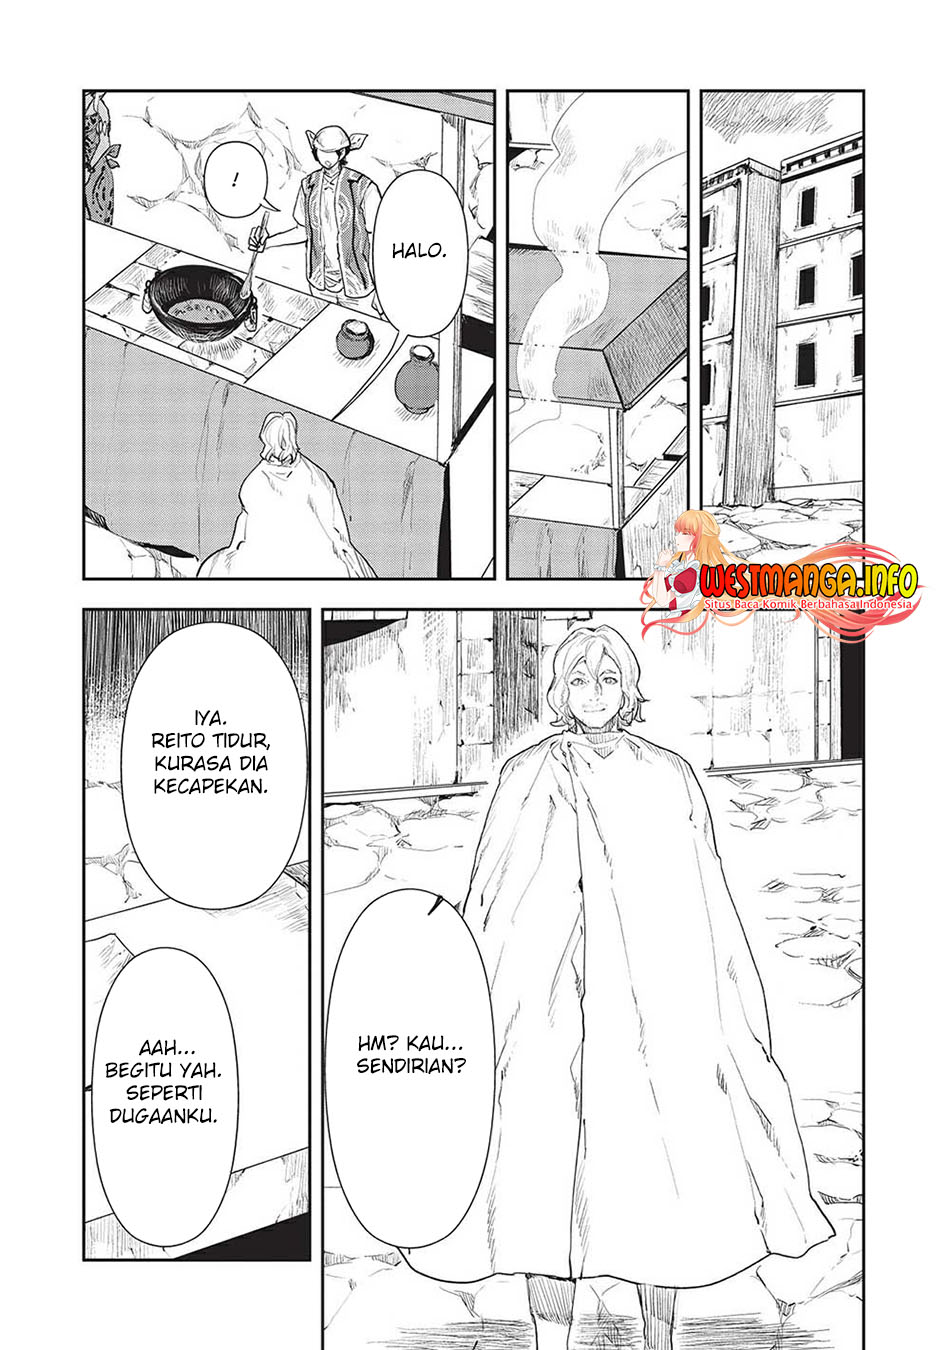 !
HALO.
WESTMANGA.INFO
Situs Baca Komik Berbahasa Indonesia
HM? KAU...
SENDIRIAN?
IYA.
REITO TIDUR,
KURASA DIA
KECAPEKAN.
AAH...
BEGITU YAH.
SEPERTI
DUGAANKU.